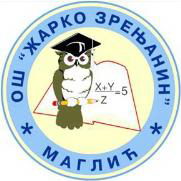 ОШ "ЖАРКО ЗРЕЊАНИН"
X+Y
-Z
=5
* МАГЛИЋ *